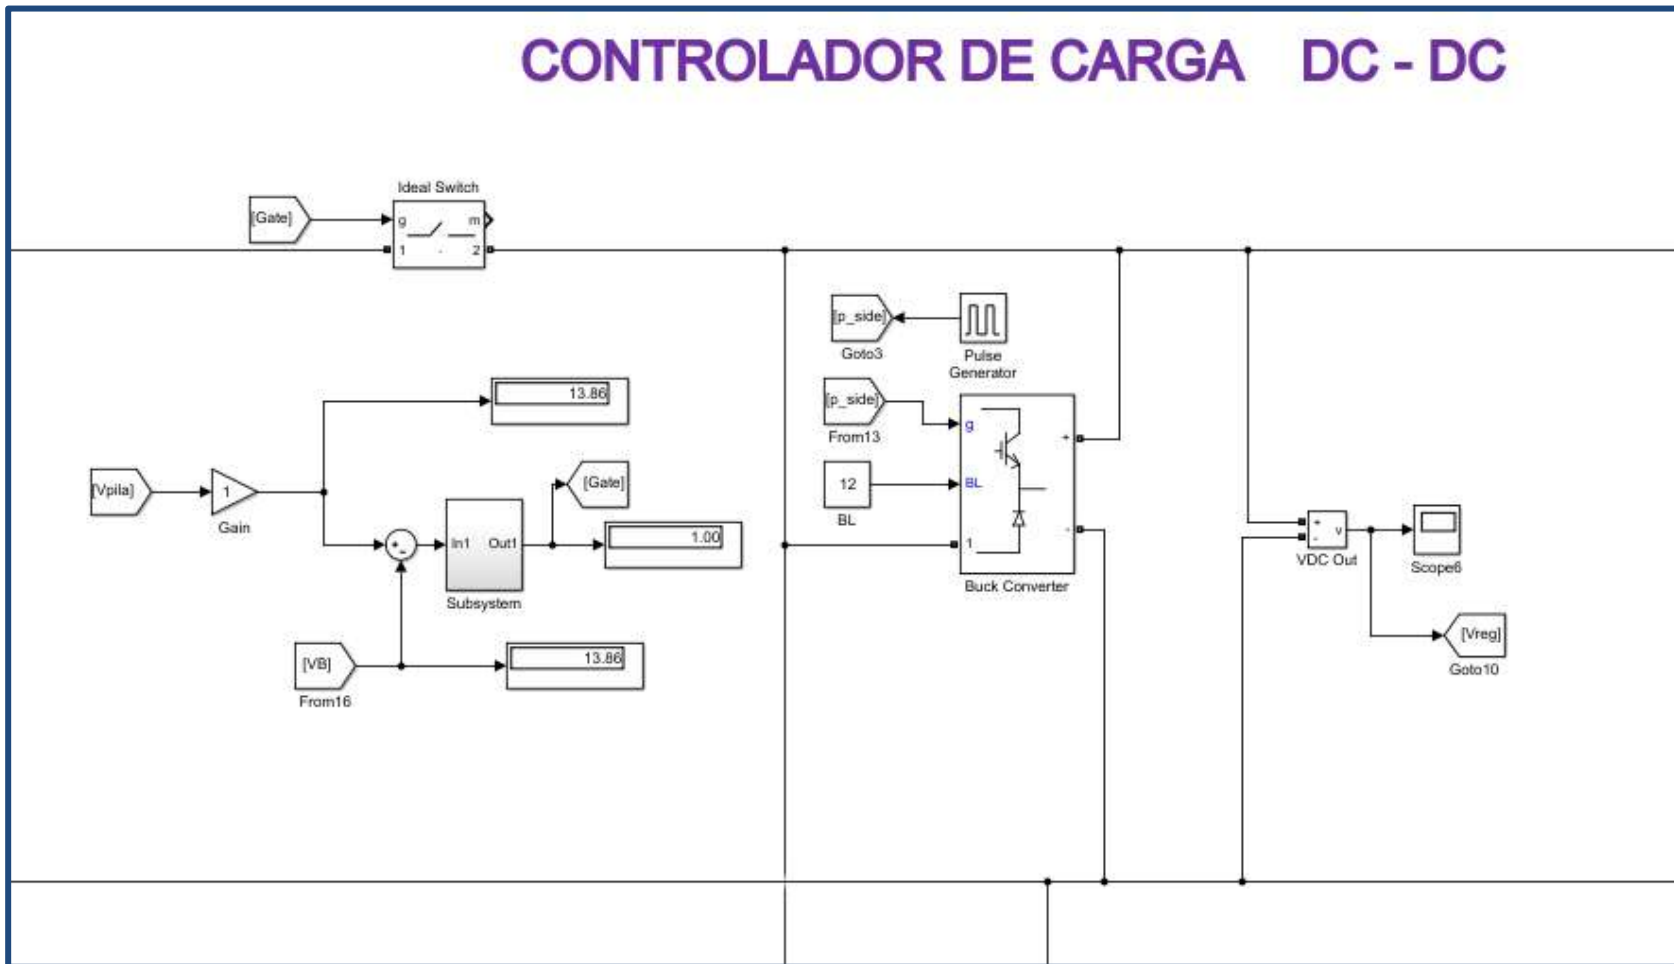 CONTROLADOR DE CARGA DC - DC
Ideal Switch
[Gate]
g
m
1
2
[p_side]
Goto3
Pulse
Generator
13.86
[p_side]
From13
g
+
[Vpila]
1
Gain
[Gate]
12
BL
BL
+
-
In1
Out1
Subsystem
1.00
1
-
Buck Converter
+
-
v
VDC Out
Scope6
[VB]
From16
13.86
[Vreg]
Goto10